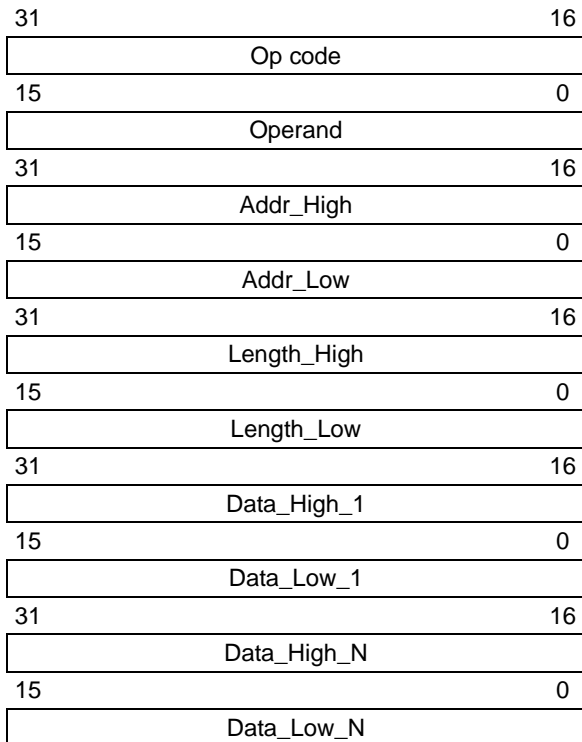 31 16
Op code
15 0
Operand
31 16
Addr_High
15 0
Addr_Low
31 16
Length_High
15 0
Length_Low
31 16
Data_High_1
15 0
Data_Low_1
31 16
Data_High_N
15 0
Data_Low_N